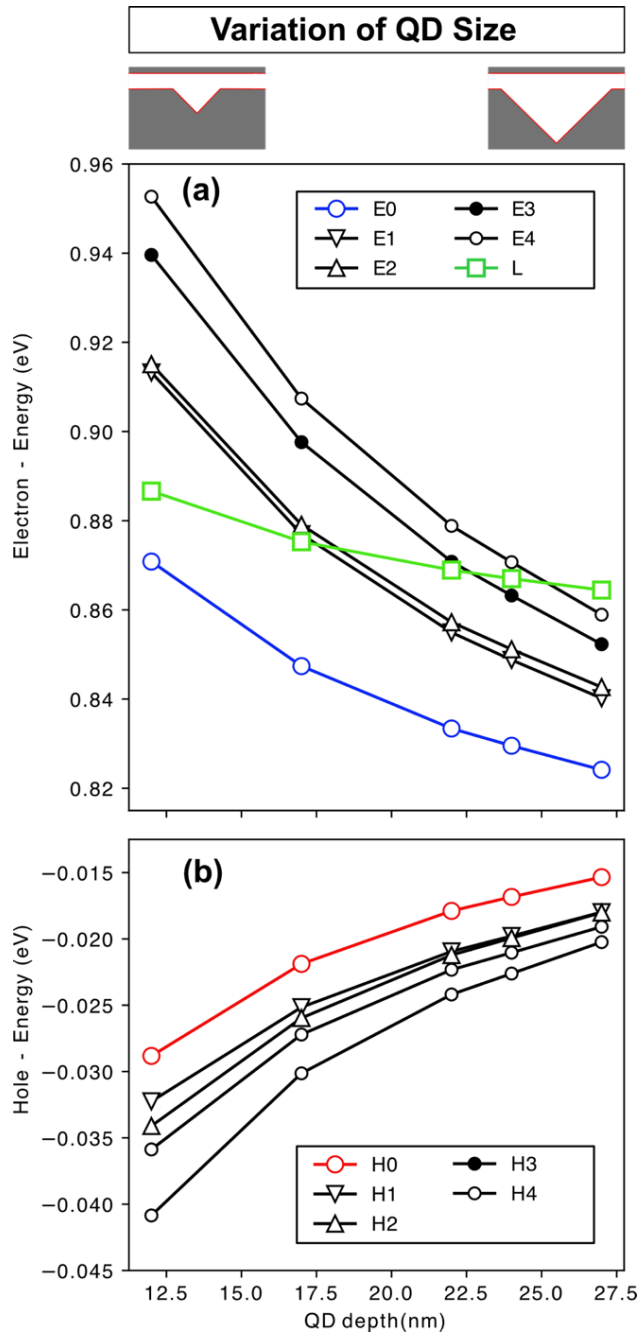 Variation of QD Size
(a)
E0 E3
E1 E4
E2 L
0.96
0.94
0.92
0.90
0.88
0.86
0.84
0.82
Electron - Energy (eV)
(b)
−0.015
−0.020
−0.025
−0.030
−0.035
−0.040
−0.045
Hole - Energy (eV)
H0 H3
H1 H4
H2
12.5 15.0 17.5 20.0 22.5 25.0 27.5
QD depth(nm)